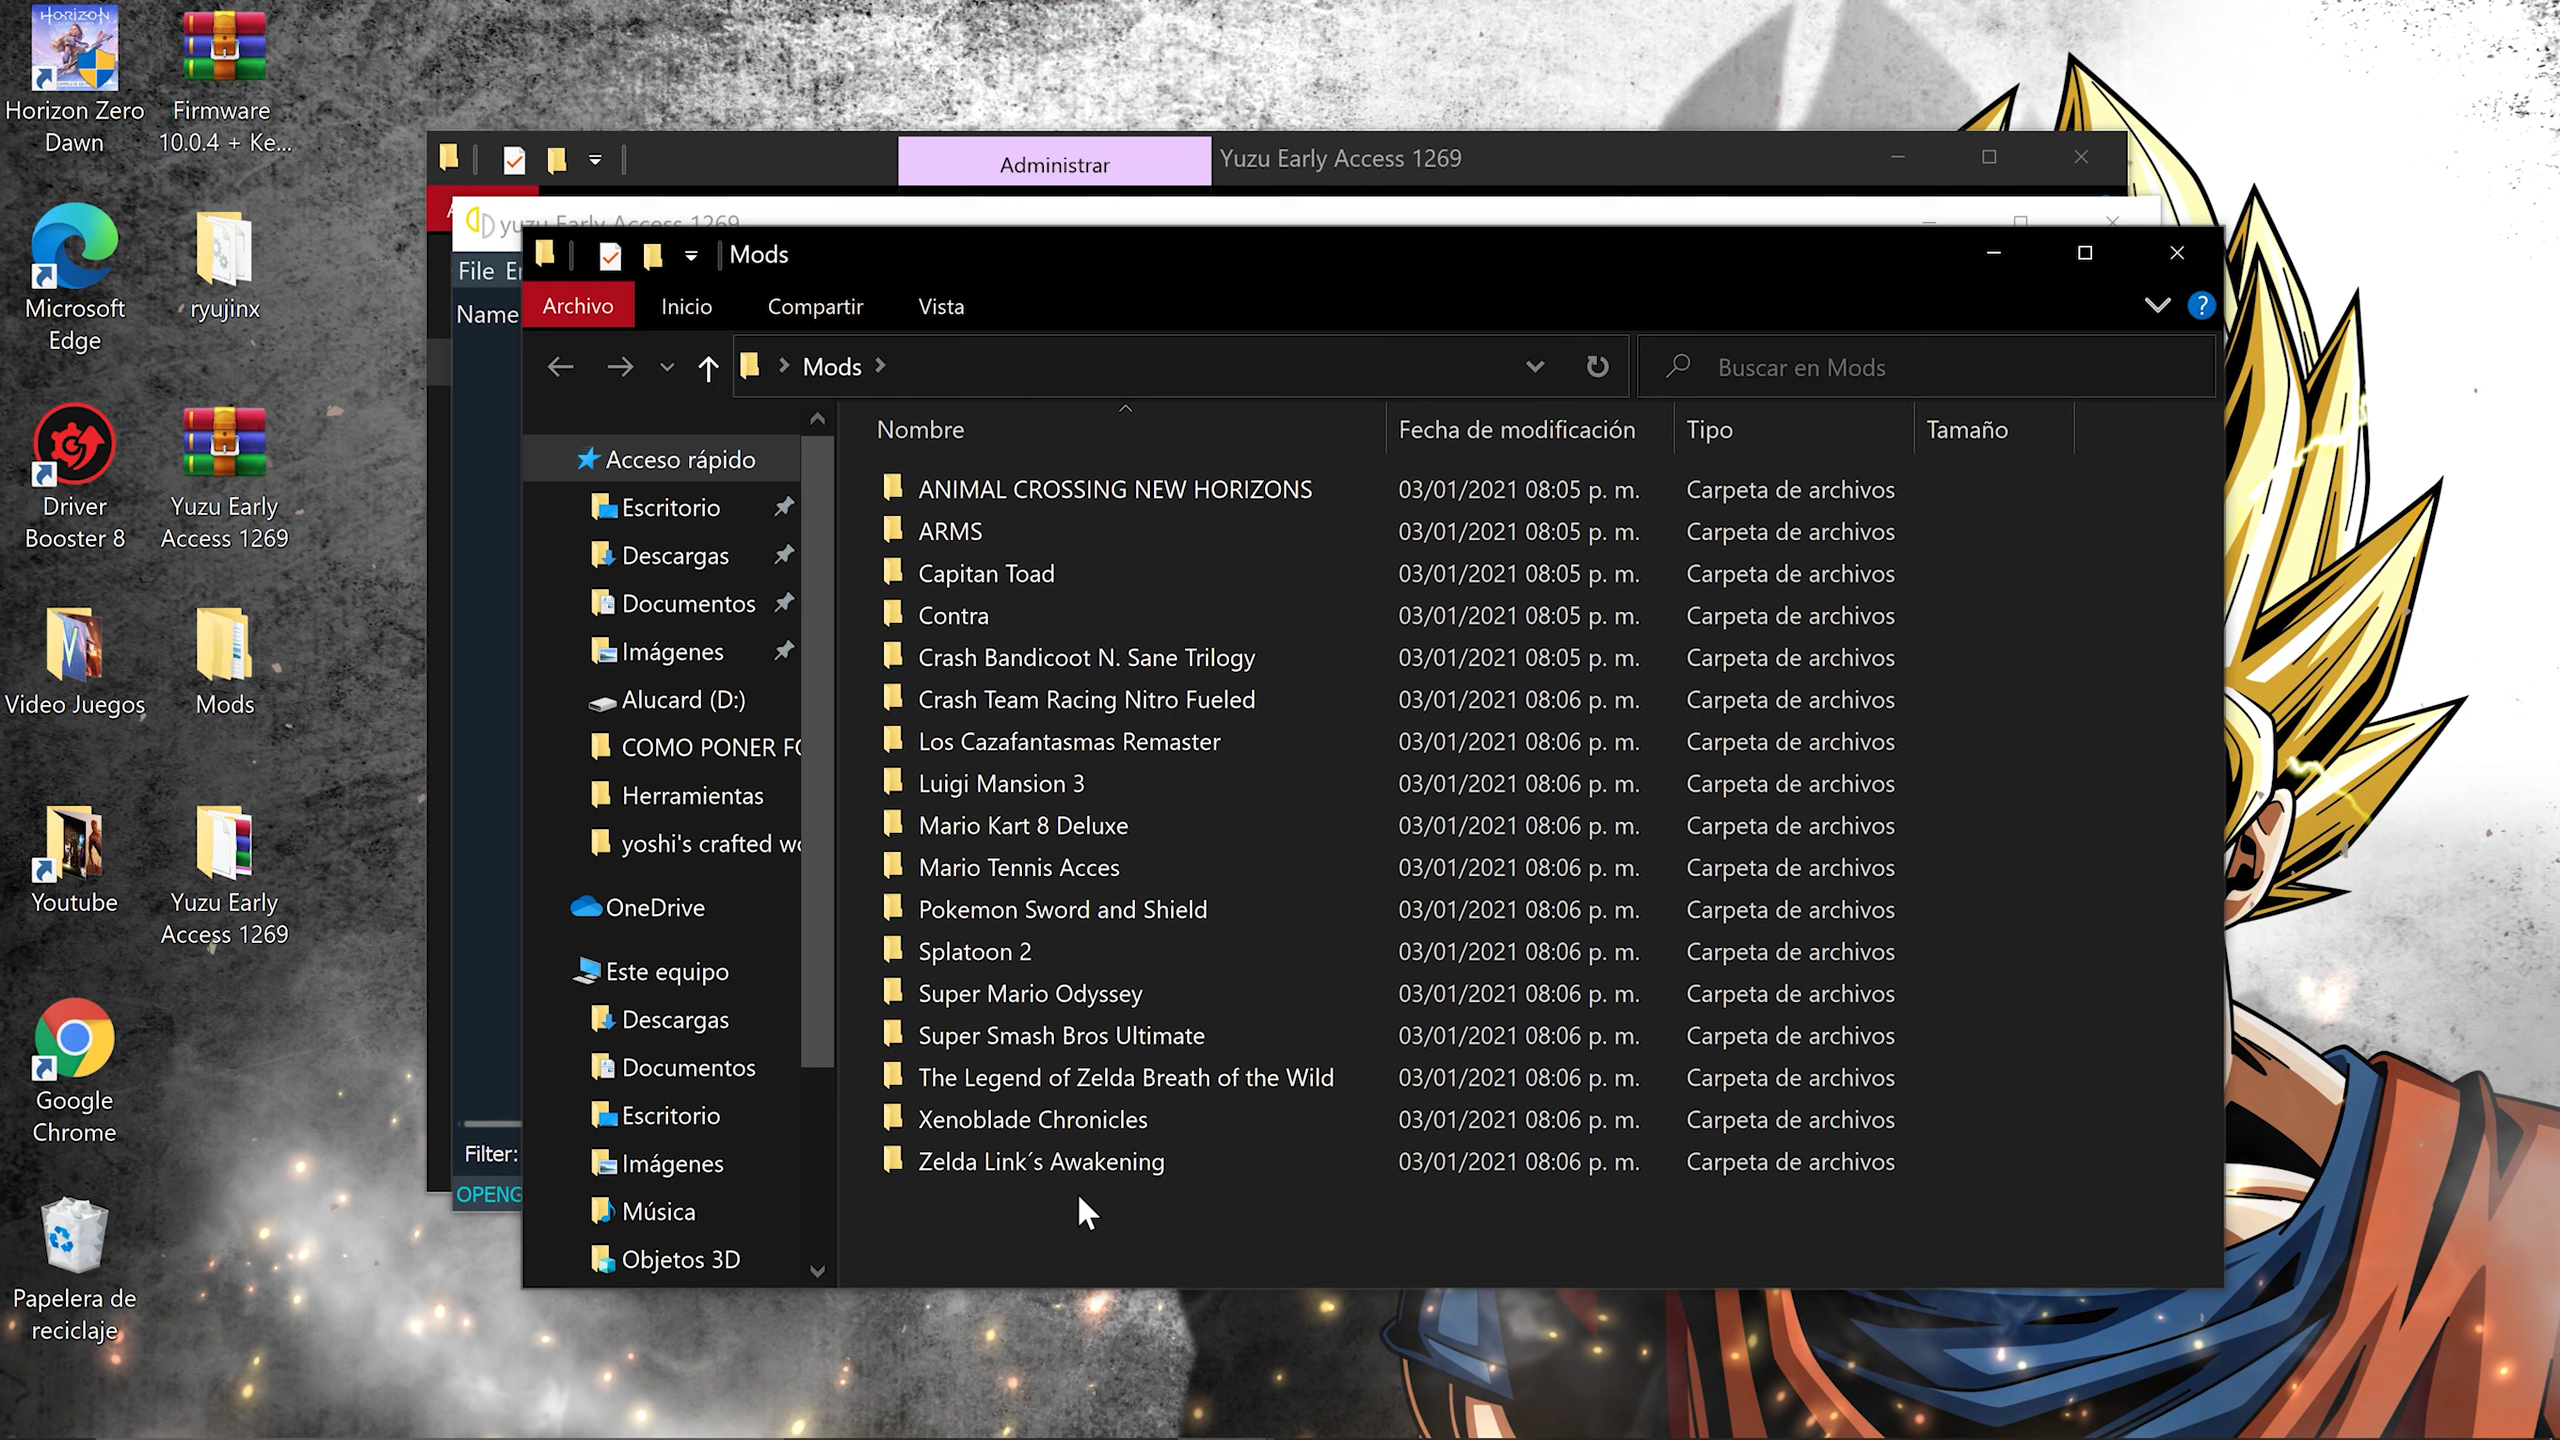 HORIZON
Horizon Zero
Dawn
Firmware
10.0.4 + Ke...
Microsoft
Edge
ryujinx
Driver
Booster 8
Yuzu Early
Access 1269
Video Juegos
Mods
Youtube
Yuzu Early
Access 1269
Google
Chrome
Papelera de
reciclaje
Administrar
Yuzu Early Access 1269
yuzu Early Access 1269
File
Name
Filter:
OPENG
Mods
Archivo
Inicio
Compartir
Vista
Mods
Buscar en Mods
Acceso rápido
Escritorio
Descargas
Documentos
Imágenes
Alucard (D:)
COMO PONER FO
Herramientas
yoshi's crafted wo
OneDrive
Este equipo
Descargas
Documentos
Escritorio
Imágenes
Música
Objetos 3D
Nombre Fecha de modificación Tipo Tamaño
ANIMAL CROSSING NEW HORIZONS 03/01/2021 08:05 p. m. Carpeta de archivos
ARMS 03/01/2021 08:05 p. m. Carpeta de archivos
Capitan Toad 03/01/2021 08:05 p. m. Carpeta de archivos
Contra 03/01/2021 08:05 p. m. Carpeta de archivos
Crash Bandicoot N. Sane Trilogy 03/01/2021 08:05 p. m. Carpeta de archivos
Crash Team Racing Nitro Fueled 03/01/2021 08:06 p. m. Carpeta de archivos
Los Cazafantasmas Remaster 03/01/2021 08:06 p. m. Carpeta de archivos
Luigi Mansion 3 03/01/2021 08:06 p. m. Carpeta de archivos
Mario Kart 8 Deluxe 03/01/2021 08:06 p. m. Carpeta de archivos
Mario Tennis Acces 03/01/2021 08:06 p. m. Carpeta de archivos
Pokemon Sword and Shield 03/01/2021 08:06 p. m. Carpeta de archivos
Splatoon 2 03/01/2021 08:06 p. m. Carpeta de archivos
Super Mario Odyssey 03/01/2021 08:06 p. m. Carpeta de archivos
Super Smash Bros Ultimate 03/01/2021 08:06 p. m. Carpeta de archivos
The Legend of Zelda Breath of the Wild 03/01/2021 08:06 p. m. Carpeta de archivos
Xenoblade Chronicles 03/01/2021 08:06 p. m. Carpeta de archivos
Zelda Link´s Awakening 03/01/2021 08:06 p. m. Carpeta de archivos